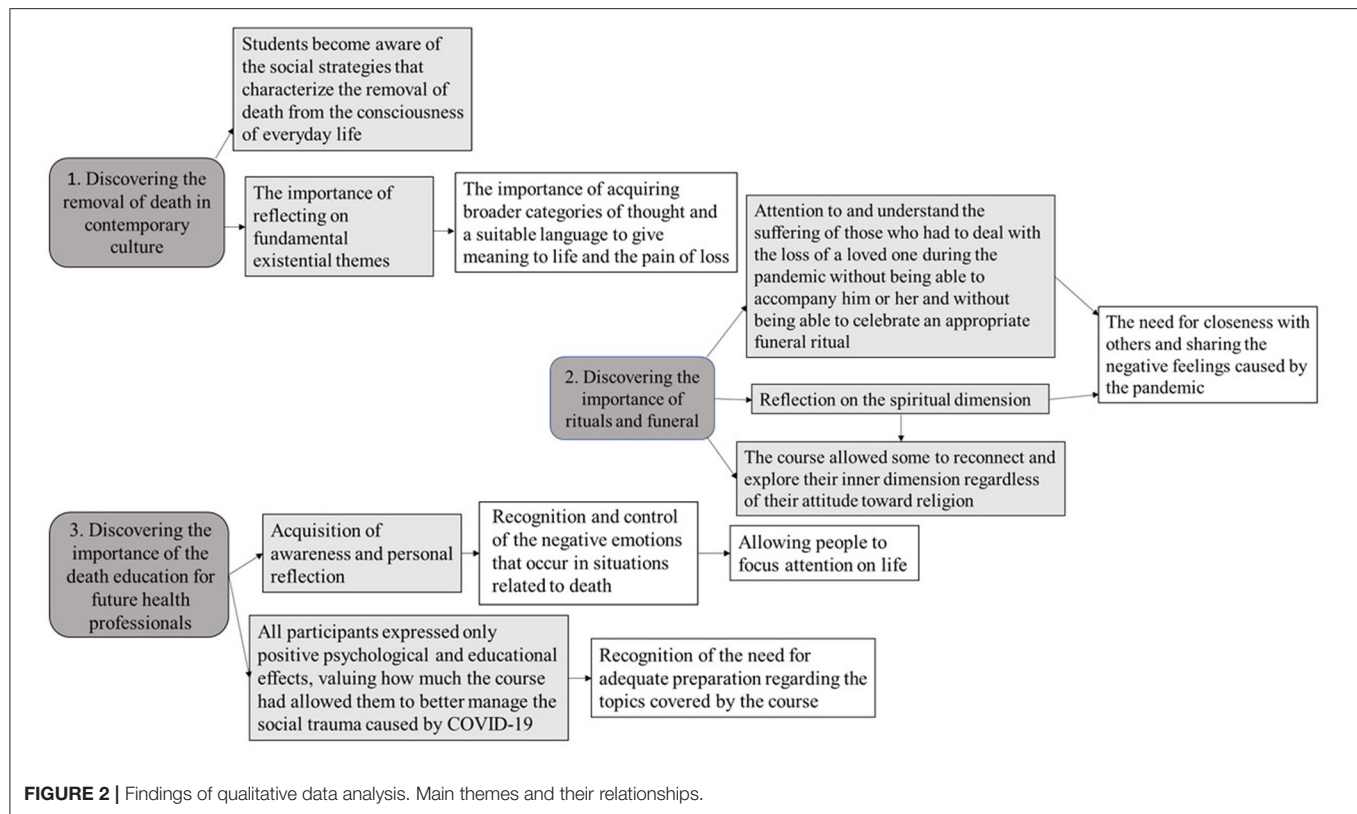 Students become aware of
the social strategies that
characterize the removal of
death from the consciousness
of everyday life
1. Discovering the
removal of death in
contemporary
culture
The importance of
reflecting on
fundamental
existential themes
The importance of acquiring
broader categories of thought and
a suitable language to give
meaning to life and the pain of loss
Attention to and understand the
suffering of those who had to deal with
the loss of a loved one during the
pandemic without being able to
accompany him or her and without
being able to celebrate an appropriate
funeral ritual
The need for closeness with
others and sharing the
negative feelings caused by
the pandemic
2. Discovering the
importance of
rituals and funeral
Reflection on the spiritual dimension
The course allowed some to reconnect and
explore their inner dimension regardless
of their attitude toward religion
3. Discovering the
importance of the
death education for
future health
professionals
Acquisition of
awareness and personal
reflection
Recognition and control
of the negative emotions
that occur in situations
related to death
Allowing people to
focus attention on life
All participants expressed only
positive psychological and educational
effects, valuing how much the course
had allowed them to better manage the
social trauma caused by COVID-19
Recognition of the need for
adequate preparation regarding the
topics covered by the course
FIGURE 2 | Findings of qualitative data analysis. Main themes and their relationships.